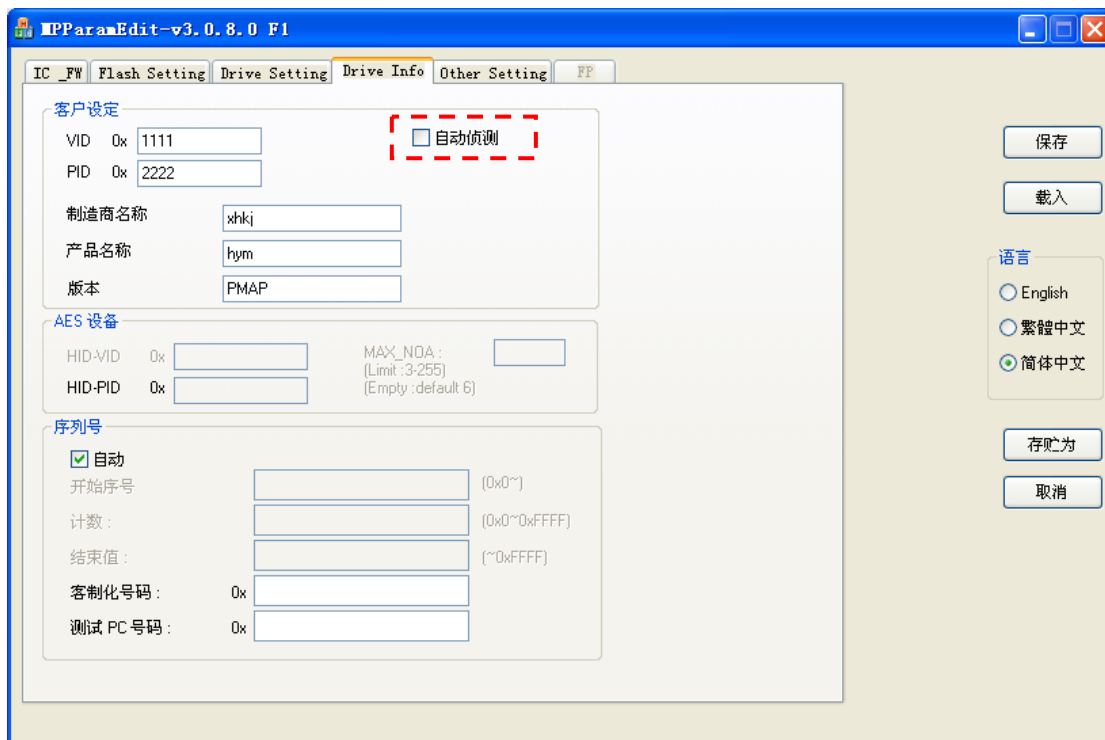 MPParamEdit-v3.0.8.0 F1
IC _FW Flash Setting Drive Setting Drive Info Other Setting FP
客户设定
VID 0x 1111
自动侦测
PID 0x 2222
制造商名称 xhkj
产品名称 hym
版本 PMAP
AES 设备
HID-VID 0x
MAX_NOA :
(Limit :3-255)
(Empty :default 6)
HID-PID 0x
序列号
自动
开始序号 (0x0~)
计数 : (0x0~0xFFFF)
结束值 : (~0xFFFF)
客制化号码 : 0x
测试 PC 号码 : 0x
保存
载入
语言
English
繁體中文
简体中文
存贮为
取消